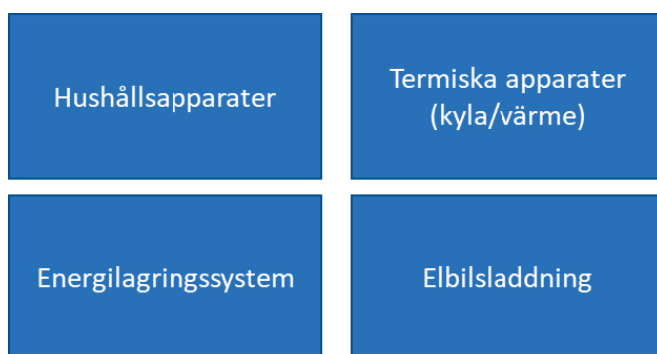 Hushållsapparater
Termiska apparater
(kyla/värme)
Energilagringssystem
Elbilsladdning